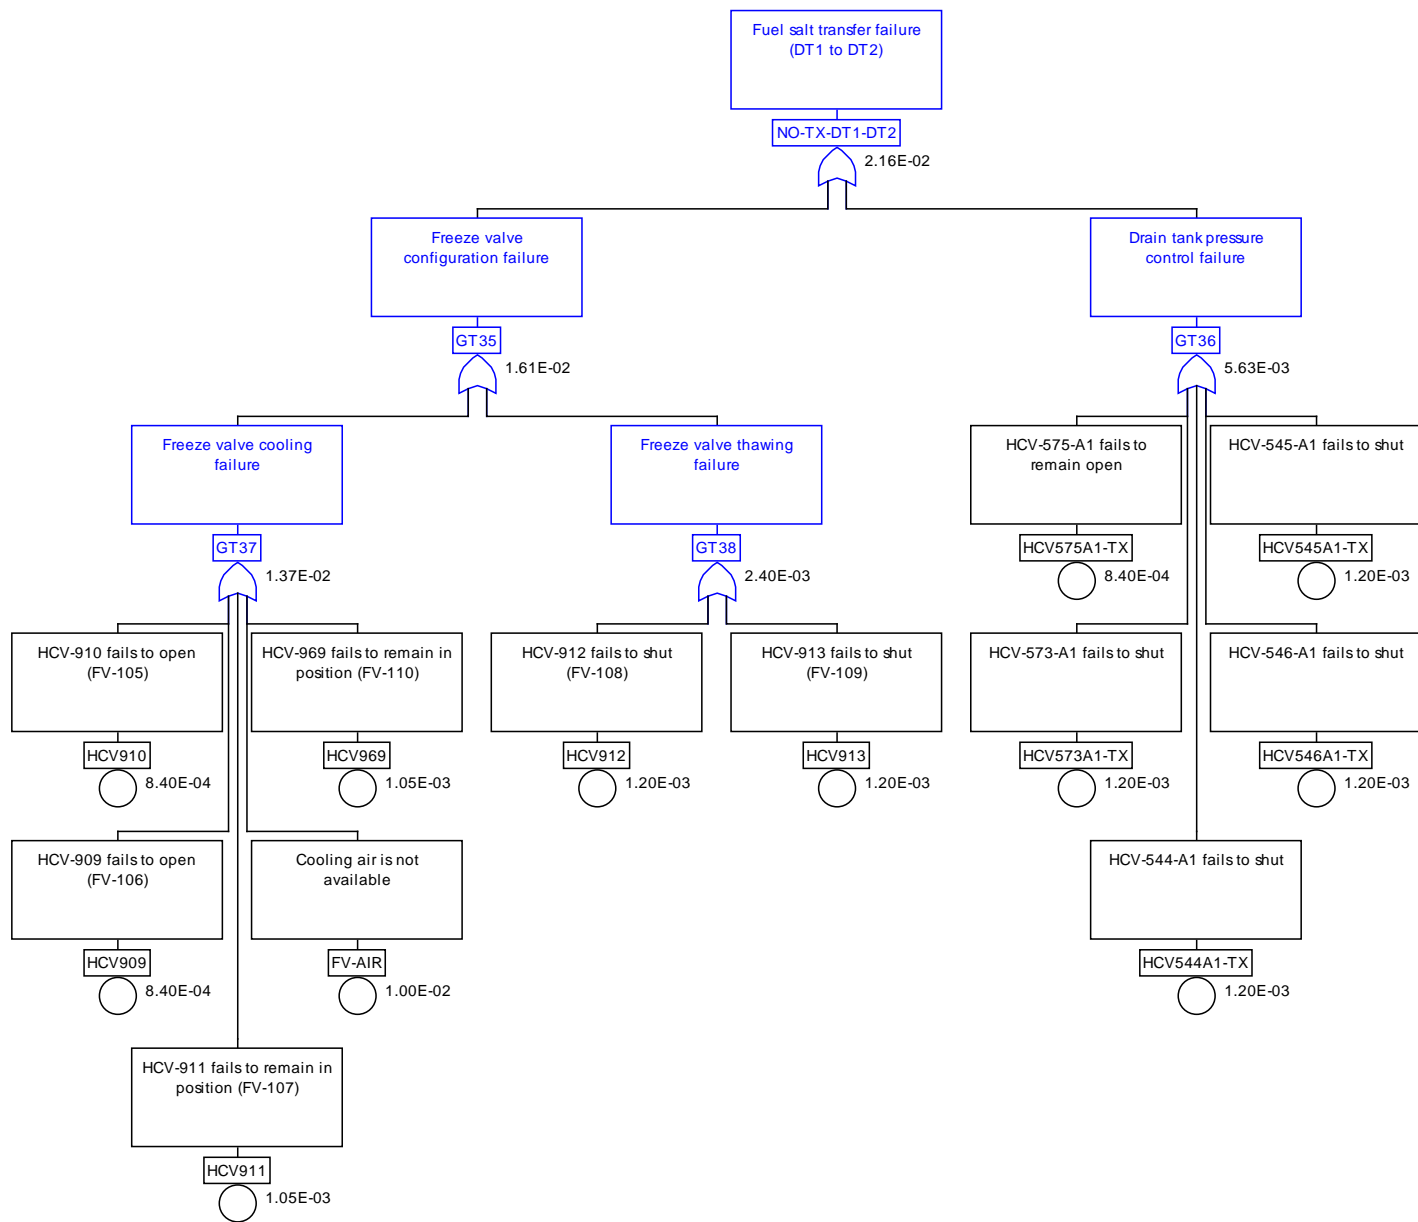 Fuel salt transfer failure
(DT1 to DT2)
NO-TX-DT1-DT2
2.16E-02
Freeze valve
configuration failure
GT35
1.61E-02
Drain tank pressure
control failure
GT36
5.63E-03
Freeze valve cooling
failure
GT37
1.37E-02
Freeze valve thawing
failure
GT38
2.40E-03
HCV-575-A1 fails to
remain open
HCV575A1-TX
8.40E-04
HCV-545-A1 fails to shut
HCV545A1-TX
1.20E-03
HCV-910 fails to open
(FV-105)
HCV910
8.40E-04
HCV-969 fails to remain in
position (FV-110)
HCV969
1.05E-03
HCV-912 fails to shut
(FV-108)
HCV912
1.20E-03
HCV-913 fails to shut
(FV-109)
HCV913
1.20E-03
HCV-573-A1 fails to shut
HCV573A1-TX
1.20E-03
HCV-546-A1 fails to shut
HCV546A1-TX
1.20E-03
HCV-909 fails to open
(FV-106)
HCV909
8.40E-04
Cooling air is not
available
FV-AIR
1.00E-02
HCV-544-A1 fails to shut
HCV544A1-TX
1.20E-03
HCV-911 fails to remain in
position (FV-107)
HCV911
1.05E-03